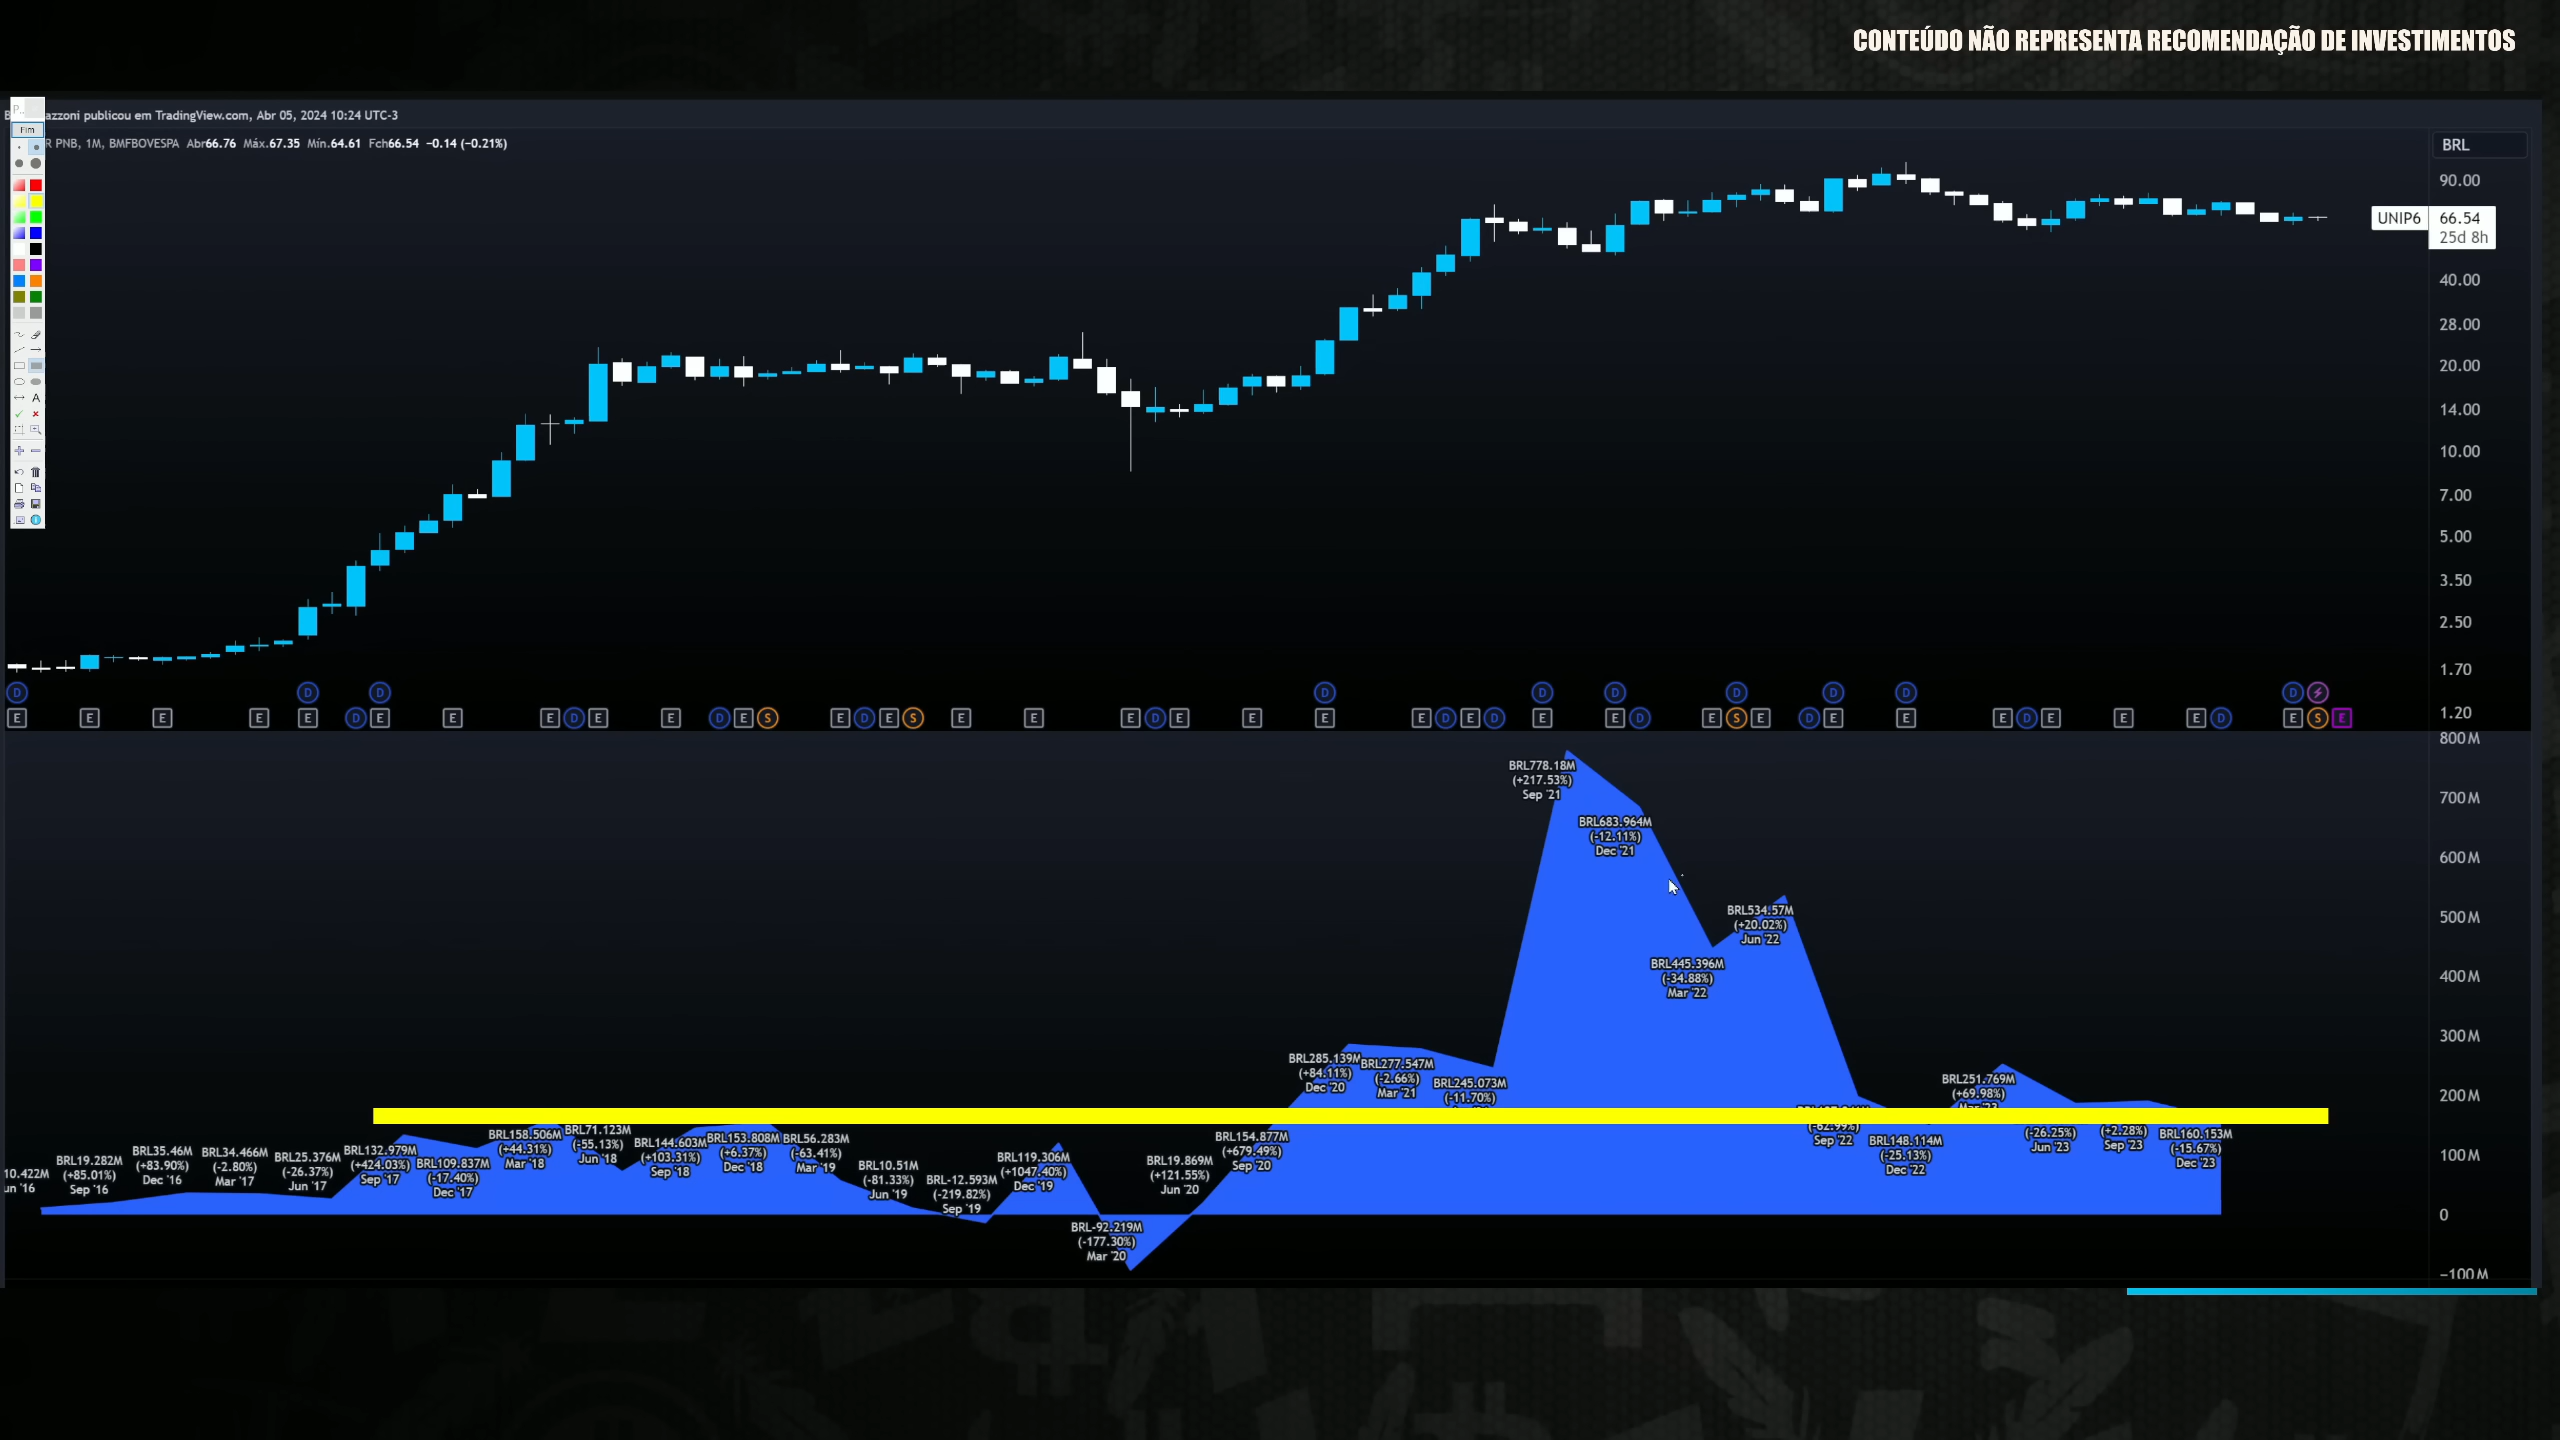 CONTEÚDO NÃO REPRESENTA RECOMENDAÇÃO DE INVESTIMENTOS
azzoni publicou em TradingView.com, Abr 05, 2024 10:24 UTC-3
Fim
R PNB, 1M, BMFBOVESPA Abr66.76 Máx.67.35 Mín.64.61 Fch66.54 −0.14 (−0.21%)
BRL
90.00
UNIP6 66.54
25d 8h
40.00
28.00
20.00
14.00
10.00
7.00
5.00
3.50
2.50
1.70
1.20
A
D D D D D D D D D D
E E E E E D E E E D E E D E S E D E S E E E D E E E E D E D E E D E S E D E E E D E E E D E S E
800M
700M
600M
500M
400M
300M
200M
100M
0
−100M
10.422M
un '16
BRL19.282M
(+85.01%)
Sep '16
BRL35.46M
(+83.90%)
Dec '16
BRL34.466M
(-2.80%)
Mar '17
BRL25.376M
(-26.37%)
Jun '17
BRL132.979M
(+424.03%)
Sep '17
BRL109.837M
(-17.40%)
Dec '17
BRL158.506M
(+44.31%)
Mar '18
BRL71.123M
(-55.13%)
Jun '18
BRL144.603M
(+103.31%)
Sep '18
BRL153.808M
(+6.37%)
Dec '18
BRL56.283M
(-63.41%)
Mar '19
BRL10.51M
(-81.33%)
Jun '19
BRL-12.593M
(-219.82%)
Sep '19
BRL119.306M
(+1047.40%)
Dec '19
BRL-92.219M
(-177.30%)
Mar '20
BRL19.869M
(+121.55%)
Jun '20
BRL154.877M
(+679.49%)
Sep '20
BRL285.139M
(+84.11%)
Dec '20
BRL277.547M
(-2.66%)
Mar '21
BRL245.073M
(-11.70%)
BRL778.18M
(+217.53%)
Sep '21
BRL683.964M
(-12.11%)
Dec '21
BRL445.396M
(-34.88%)
Mar '22
BRL534.57M
(+20.02%)
Jun '22
(-62.99%)
Sep '22
BRL148.114M
(-25.13%)
Dec '22
BRL251.769M
(+69.98%)
Mar '23
(-26.25%)
Jun '23
(+2.28%)
Sep '23
BRL160.153M
(-15.67%)
Dec '23